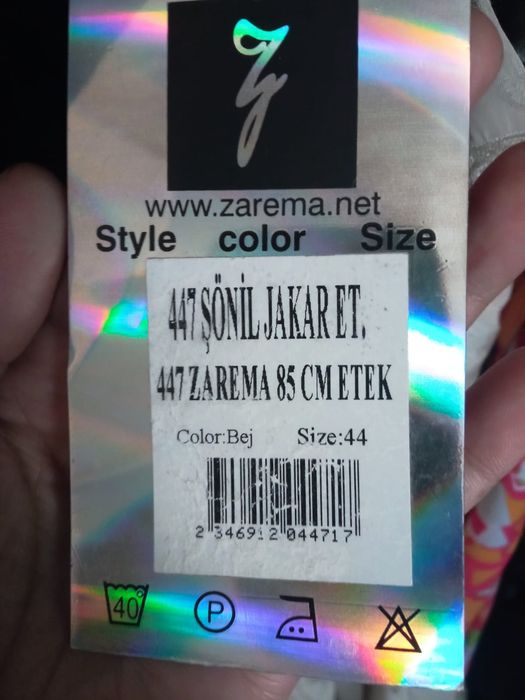 www.zarema.net
Style color Size
447 ŞÖNİL JAKAR ET.
447 ZAREMA 85 CM ETEK
Color:Bej Size:44
2 346912 044717
40° P